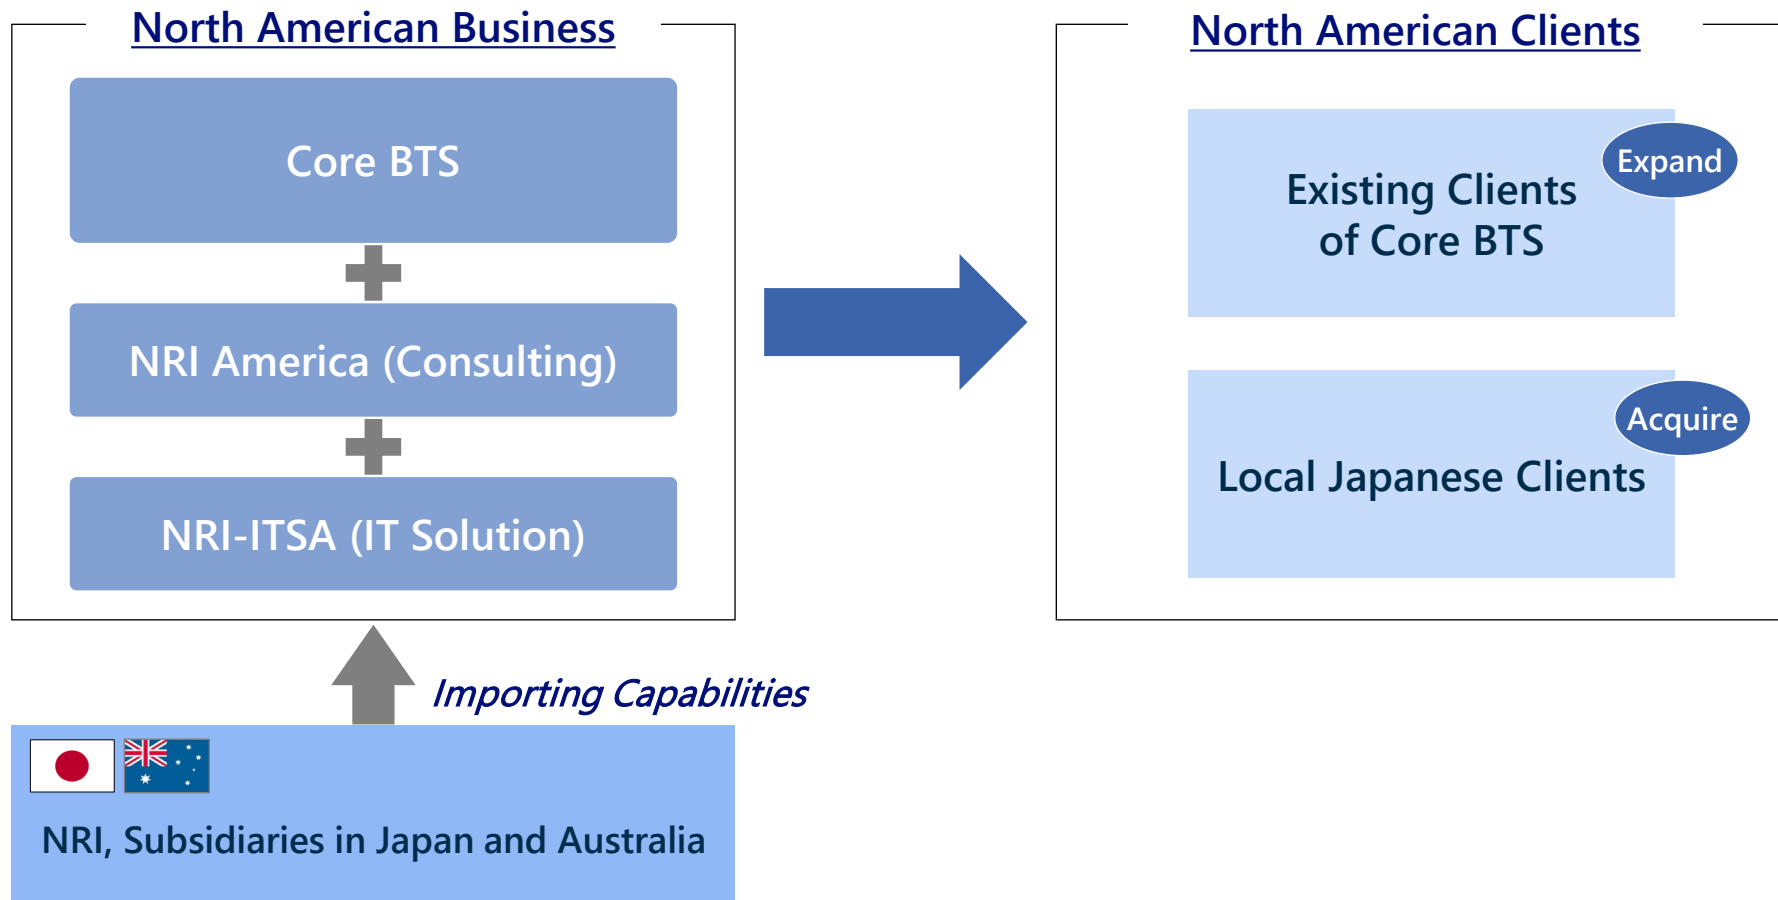 North American Business
Core BTS
NRI America (Consulting)
NRI-ITSA (IT Solution)
Importing Capabilities
NRI, Subsidiaries in Japan and Australia
North American Clients
Expand
Existing Clients
of Core BTS
Acquire
Local Japanese Clients